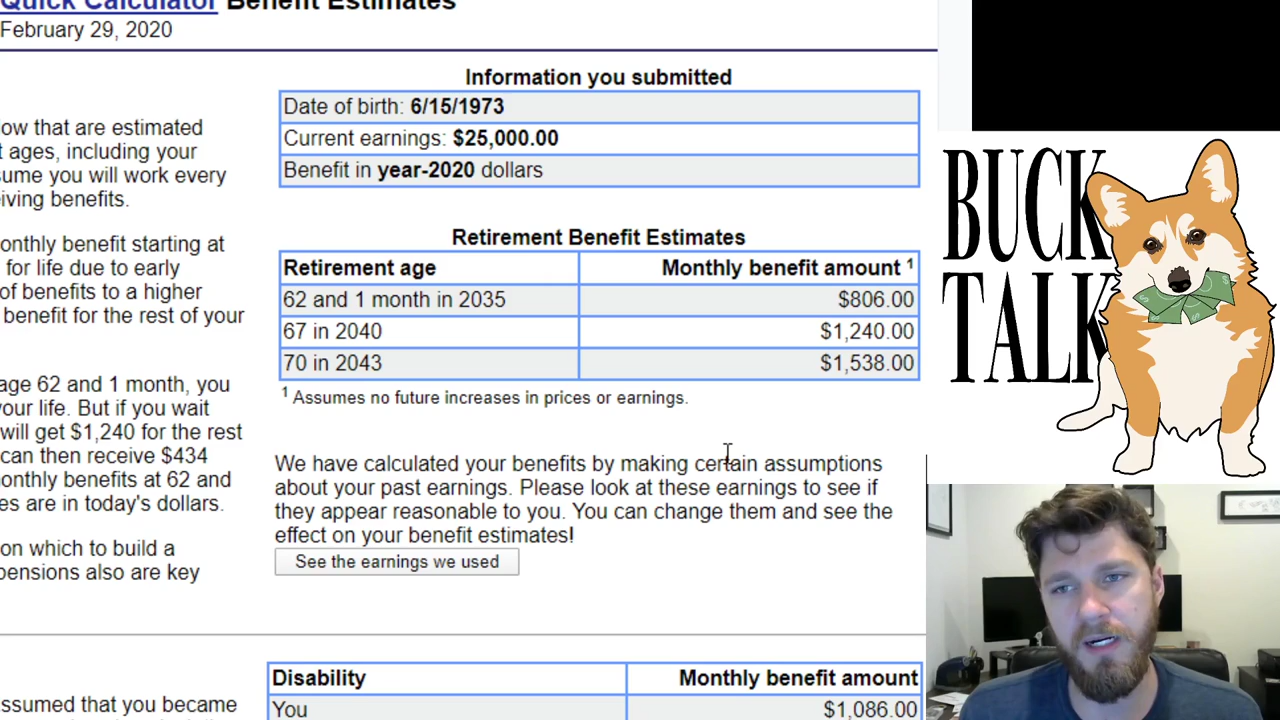 Quick Calculator Benefit Estimates
February 29, 2020
Information you submitted
Date of birth: 6/15/1973
Current earnings: $25,000.00
Benefit in year-2020 dollars
ow that are estimated
t ages, including your
sume you will work every
iving benefits.
onthly benefit starting at
for life due to early
of benefits to a higher
benefit for the rest of your
age 62 and 1 month, you
our life. But if you wait
will get $1,240 for the rest
can then receive $434
onthly benefits at 62 and
es are in today's dollars.
on which to build a
pensions also are key
Retirement Benefit Estimates
Retirement age Monthly benefit amount 1
62 and 1 month in 2035 $806.00
67 in 2040 $1,240.00
70 in 2043 $1,538.00
1 Assumes no future increases in prices or earnings.
We have calculated your benefits by making certain assumptions
about your past earnings. Please look at these earnings to see if
they appear reasonable to you. You can change them and see the
effect on your benefit estimates!
See the earnings we used
ssumed that you became
Disability Monthly benefit amount
You $1,086.00
BUCK
TALK